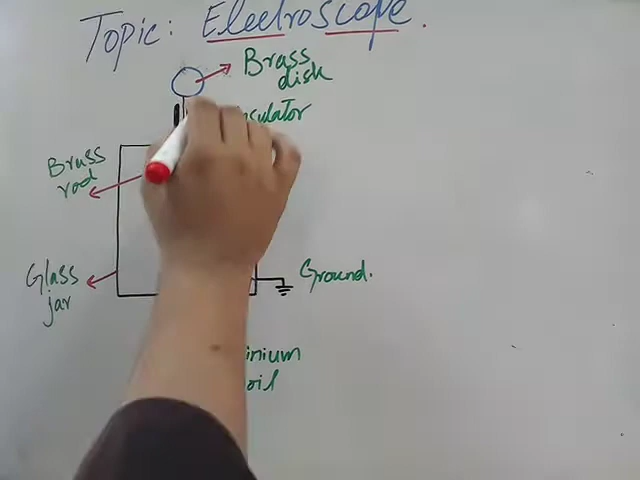 Topic: Electroscope.
Brass
disk
Brass
rod
Glass
jar
Ground.